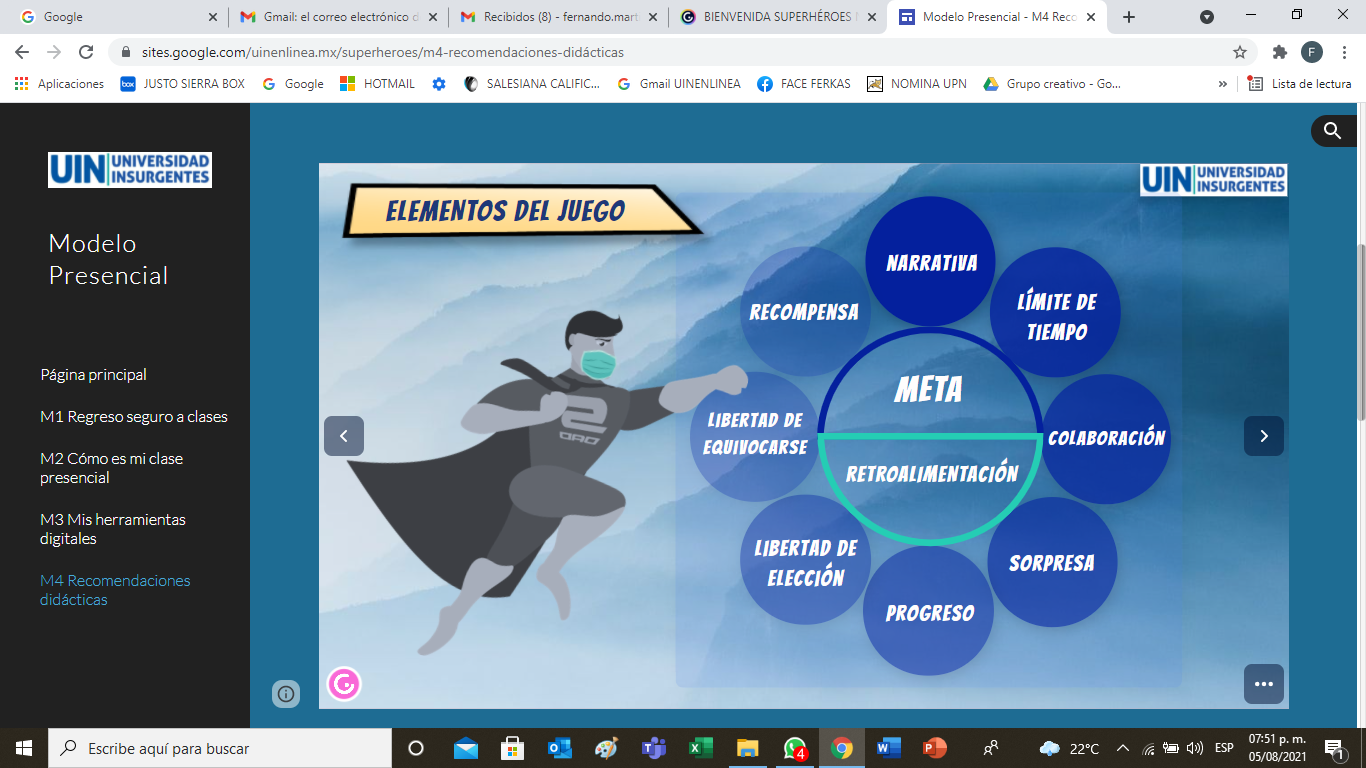 Google
Gmail: el correo electrónico d
Recibidos (8) - fernando.mart
BIENVENIDA SUPERHÉROES
Modelo Presencial - M4 Reco
sites.google.com/uinenlinea.mx/superheroes/m4-recomendaciones-didácticas
F
Aplicaciones
box
JUSTO SIERRA BOX
Google
HOTMAIL
SALESIANA CALIFIC...
Gmail UINENLINEA
FACE FERKAS
NOMINA UPN
Grupo creativo - Go...
»
Lista de lectura
UIN UNIVERSIDAD
INSURGENTES
Modelo
Presencial
Página principal
M1 Regreso seguro a clases
M2 Cómo es mi clase
presencial
M3 Mis herramientas
digitales
M4 Recomendaciones
didácticas
ELEMENTOS DEL JUEGO
UIN UNIVERSIDAD
INSURGENTES
NARRATIVA
LÍMITE DE
TIEMPO
COLABORACIÓN
SORPRESA
PROGRESO
LIBERTAD DE
ELECCIÓN
LIBERTAD DE
EQUIVOCARSE
RECOMPENSA
META
RETROALIMENTACIÓN
Escribe aquí para buscar
4
22°C
ESP
07:51 p. m.
05/08/2021
1